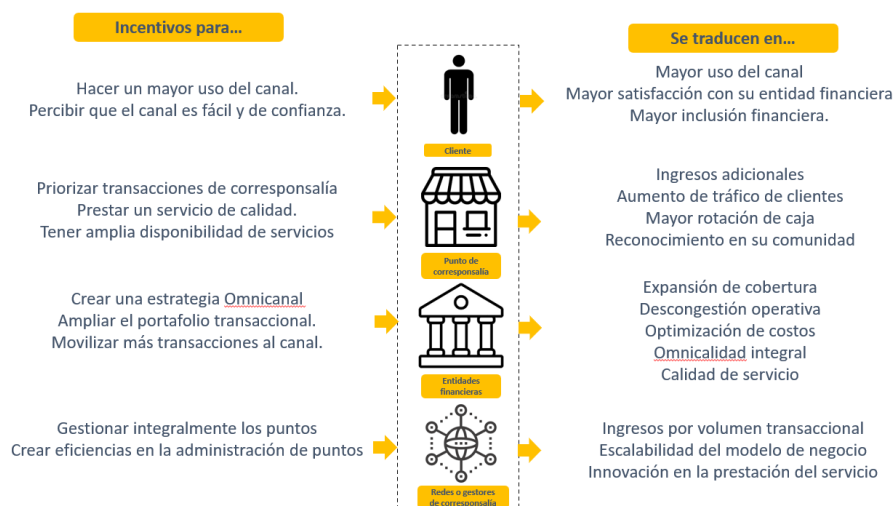 Incentivos para...
Se traducen en...
Hacer un mayor uso del canal.
Percibir que el canal es fácil y de confianza.
Cliente
Mayor uso del canal
Mayor satisfacción con su entidad financiera
Mayor inclusión financiera.
Priorizar transacciones de corresponsalía
Prestar un servicio de calidad.
Tener amplia disponibilidad de servicios
Punto de
corresponsalía
Ingresos adicionales
Aumento de tráfico de clientes
Mayor rotación de caja
Reconocimiento en su comunidad
Crear una estrategia Omnicanal
Ampliar el portafolio transaccional.
Movilizar más transacciones al canal.
Entidades
financieras
Expansión de cobertura
Descongestión operativa
Optimización de costos
Omnicalidad integral
Calidad de servicio
Gestionar integralmente los puntos
Crear eficiencias en la administración de puntos
Redes o gestores
de corresponsalía
Ingresos por volumen transaccional
Escalabilidad del modelo de negocio
Innovación en la prestación del servicio